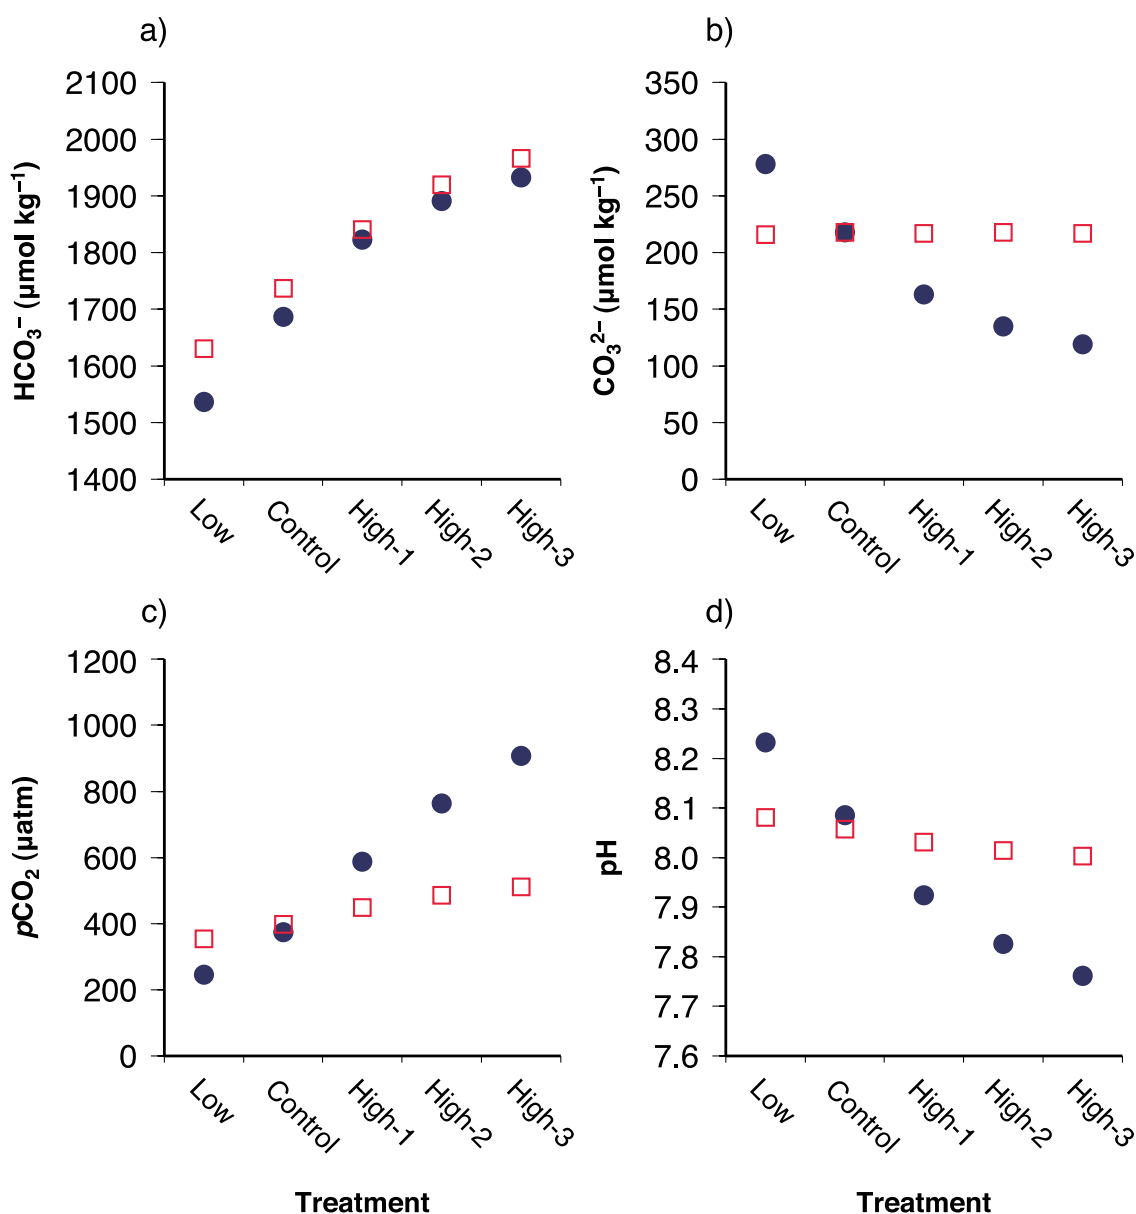 a)
HCO₃⁻ (μmol kg⁻¹)
2100
2000
1900
1800
1700
1600
1500
1400
Low
Control
High-1
High-2
High-3
b)
CO₃²⁻ (μmol kg⁻¹)
350
300
250
200
150
100
50
0
Low
Control
High-1
High-2
High-3
c)
pCO₂ (μatm)
1200
1000
800
600
400
200
0
Low
Control
High-1
High-2
High-3
Treatment
d)
pH
8.4
8.3
8.2
8.1
8.0
7.9
7.8
7.7
7.6
Low
Control
High-1
High-2
High-3
Treatment